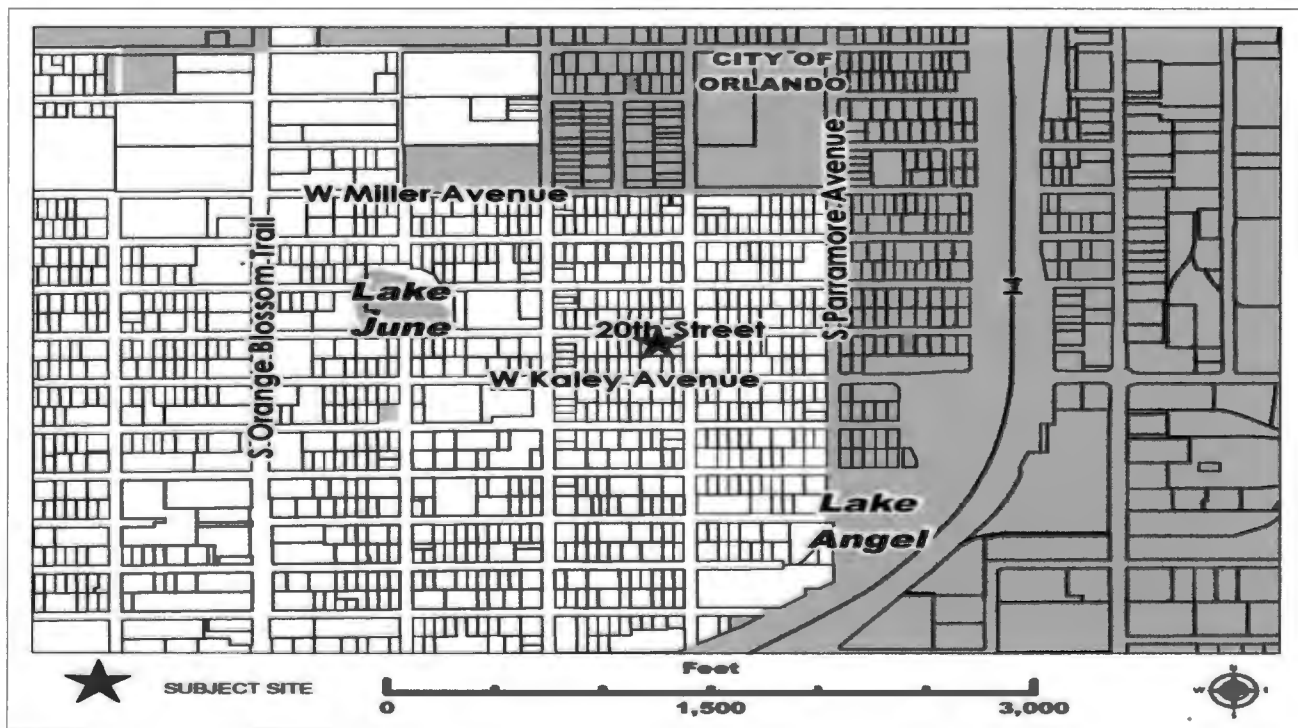 CITY OF
ORLANDO
W Miller Avenue
S Orange Blossom Trail
S Parramore Avenue
I-4
Lake
June
20th Street
W Kaley Avenue
Lake
Angel
SUBJECT SITE
Feet
0
1,500
3,000
N
W
E
S